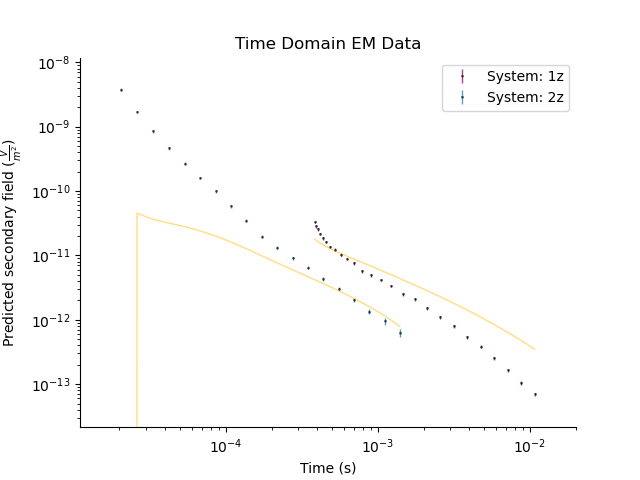 Time Domain EM Data
System: 1z
System: 2z
Predicted secondary field (V/m²)
10⁻⁸
10⁻⁹
10⁻¹⁰
10⁻¹¹
10⁻¹²
10⁻¹³
10⁻⁴ 10⁻³ 10⁻²
Time (s)